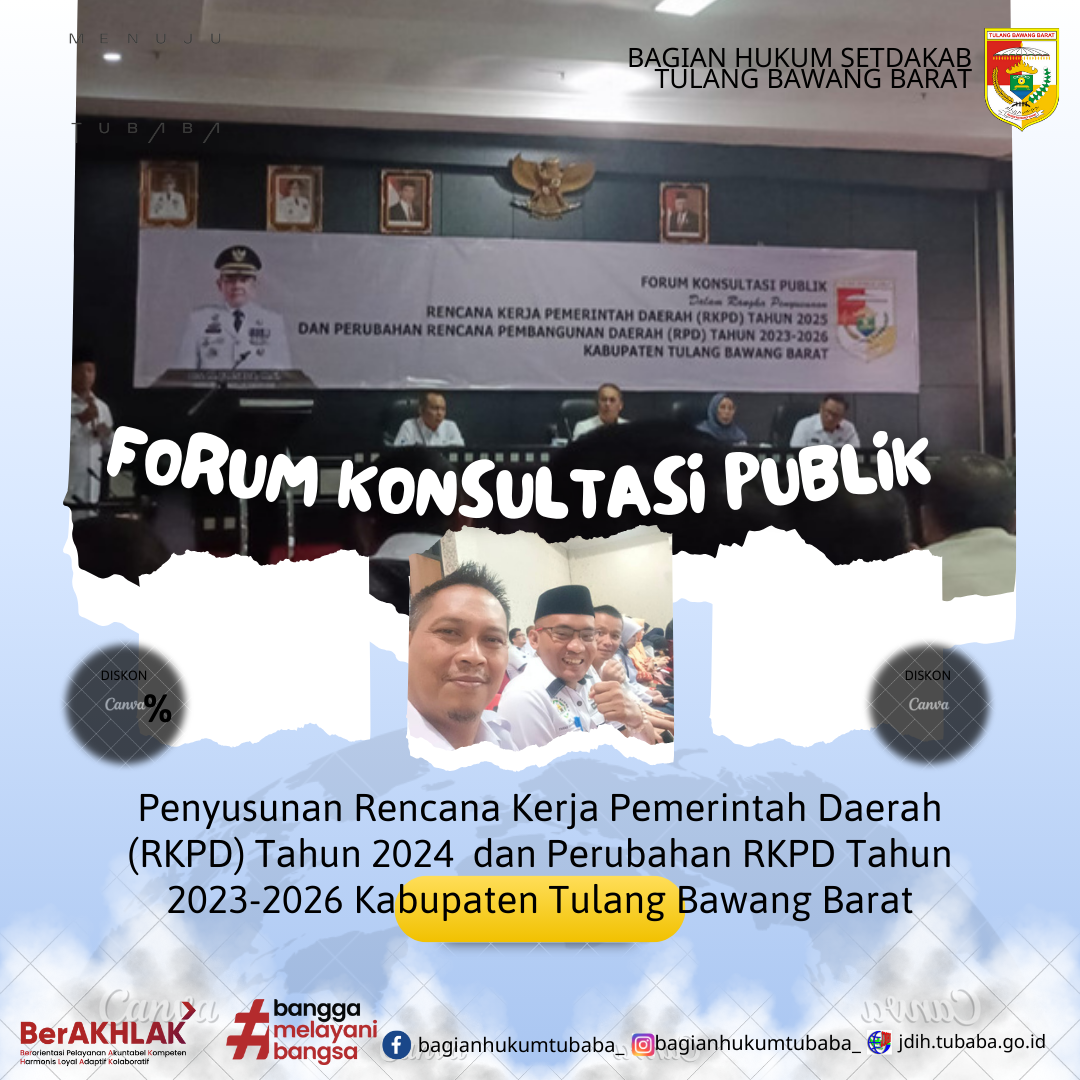 MENUJU
TUBABA
BAGIAN HUKUM SETDAKAB
TULANG BAWANG BARAT
TULANG BAWANG BARAT
FORUM KONSULTASI PUBLIK
Dalam Rangka Penyusunan
RENCANA KERJA PEMERINTAH DAERAH (RKPD) TAHUN 2025
DAN PERUBAHAN RENCANA PEMBANGUNAN DAERAH (RPD) TAHUN 2023-2026
KABUPATEN TULANG BAWANG BARAT
FORUM KONSULTASI PUBLIK
DISKON
Canva
%
DISKON
Canva
Penyusunan Rencana Kerja Pemerintah Daerah
(RKPD) Tahun 2024 dan Perubahan RKPD Tahun
2023-2026 Kabupaten Tulang Bawang Barat
Canva
Canva
BerAKHLAK
Berorientasi Pelayanan Akuntabel Kompeten
Harmonis Loyal Adaptif Kolaboratif
#bangga
melayani
bangsa
bagianhukumtubaba_
bagianhukumtubaba_
jdih.tubaba.go.id